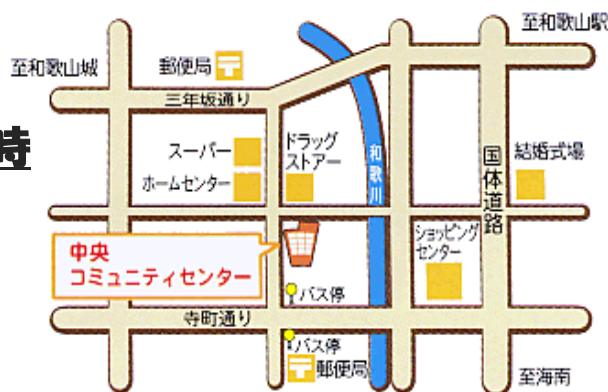 至和歌山駅
至和歌山城
郵便局
三年坂通り
時
スーパー
ドラッグ
ストアー
ホームセンター
和歌川
国体道路
結婚式場
中央
コミュニティセンター
ショッピング
センター
バス停
寺町通り
バス停
郵便局
至海南